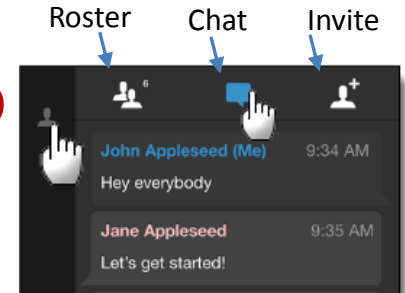 Roster Chat Invite
6
John Appleseed (Me) 9:34 AM
Hey everybody
Jane Appleseed 9:35 AM
Let's get started!